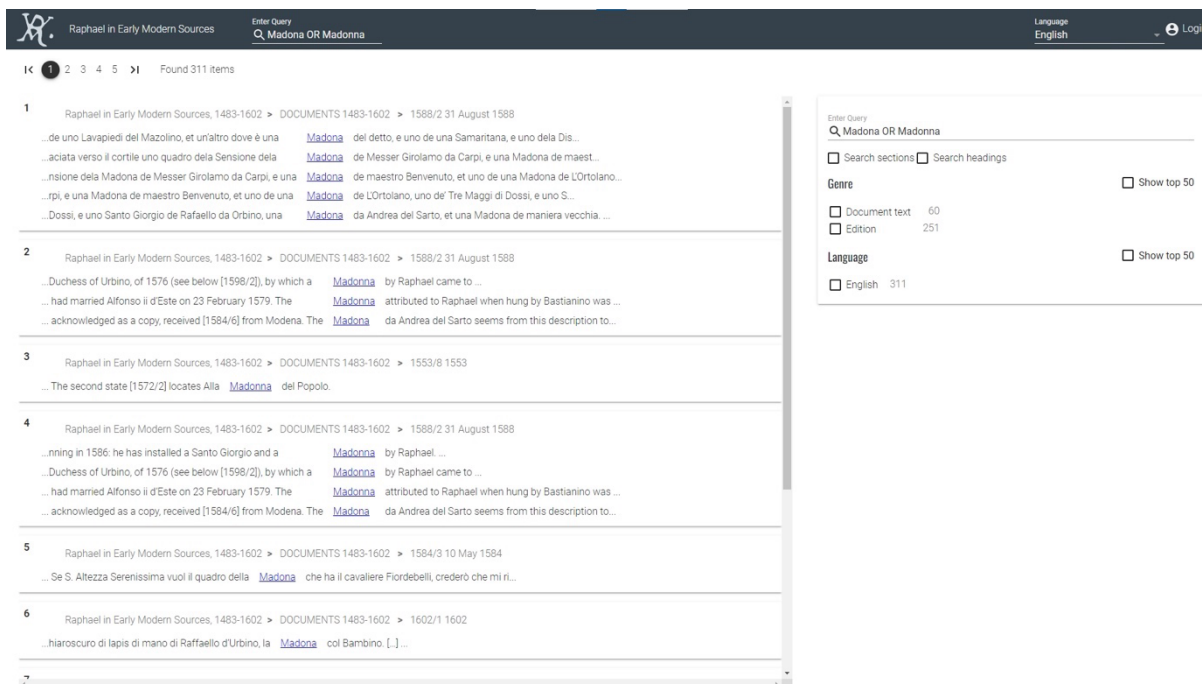 Raphael in Early Modern Sources
Enter Query
Madona OR Madonna
Language
English
Logi
1 2 3 4 5 Found 311 items
1
Raphael in Early Modern Sources, 1483-1602 > DOCUMENTS 1483-1602 > 1588/2 31 August 1588
...de uno Lavapiedi del Mazolino, et un'altro dove è una Madona del detto, e uno de una Samaritana, e uno dela Dis...
...aciata verso il cortile uno quadro dela Sensione dela Madona de Messer Girolamo da Carpi, e una Madona de maest...
...nsione dela Madona de Messer Girolamo da Carpi, e una Madona de maestro Benvenuto, et uno de una Madona de L'Ortolano...
...rpi, e una Madona de maestro Benvenuto, et uno de una Madona de L'Ortolano, uno de' Tre Maggi di Dossi, e uno S...
...Dossi, e uno Santo Giorgio de Rafaello da Orbino, una Madona da Andrea del Sarto, et una Madona de maniera vecchia. ...
2
Raphael in Early Modern Sources, 1483-1602 > DOCUMENTS 1483-1602 > 1588/2 31 August 1588
...Duchess of Urbino, of 1576 (see below [1598/2]), by which a Madonna by Raphael came to ...
... had married Alfonso ii d'Este on 23 February 1579. The Madonna attributed to Raphael when hung by Bastianino was ...
... acknowledged as a copy, received [1584/6] from Modena. The Madona da Andrea del Sarto seems from this description to...
3
Raphael in Early Modern Sources, 1483-1602 > DOCUMENTS 1483-1602 > 1553/8 1553
... The second state [1572/2] locates Alla Madonna del Popolo.
4
Raphael in Early Modern Sources, 1483-1602 > DOCUMENTS 1483-1602 > 1588/2 31 August 1588
...nning in 1586: he has installed a Santo Giorgio and a Madonna by Raphael. ...
...Duchess of Urbino, of 1576 (see below [1598/2]), by which a Madonna by Raphael came to ...
... had married Alfonso ii d'Este on 23 February 1579. The Madonna attributed to Raphael when hung by Bastianino was ...
... acknowledged as a copy, received [1584/6] from Modena. The Madona da Andrea del Sarto seems from this description to...
5
Raphael in Early Modern Sources, 1483-1602 > DOCUMENTS 1483-1602 > 1584/3 10 May 1584
... Se S. Altezza Serenissima vuol il quadro della Madona che ha il cavaliere Fiordebelli, crederò che mi ri...
6
Raphael in Early Modern Sources, 1483-1602 > DOCUMENTS 1483-1602 > 1602/1 1602
...hiaroscuro di lapis di mano di Raffaello d'Urbino, la Madona col Bambino. [...] ...
Enter Query
Madona OR Madonna
Search sections Search headings
Genre Show top 50
Document text 60
Edition 251
Language Show top 50
English 311